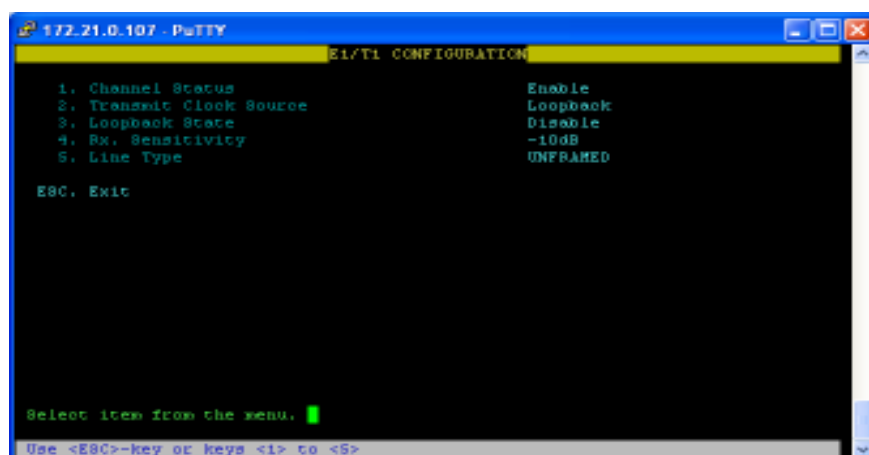 172.21.0.107 - PuTTY
E1/T1 CONFIGURATION
1. Channel Status Enable
2. Transmit Clock Source Loopback
3. Loopback State Disable
4. Rx. Sensitivity -10dB
5. Line Type UNFRAMED
ESC. Exit
Select item from the menu.
Use <ESC>-key or keys <1> to <5>